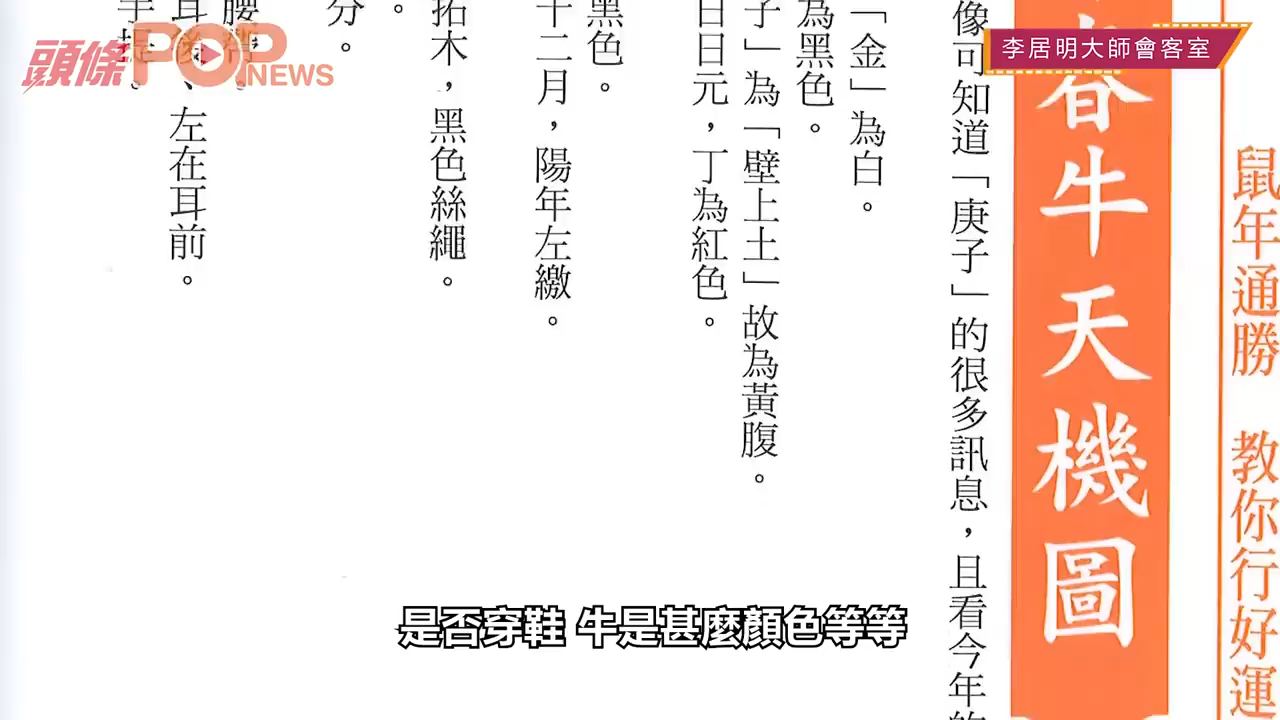 頭條POP NEWS
李居明大師會客室
鼠年通勝 教你行好運
春牛天機圖
像可知道「庚子」的很多訊息，且看今年的
「金」為白。
為黑色。
子」為「壁上土」故為黃腹。
日日元，丁為紅色。
黑色。
十二月，陽年左繳。
拓木，黑色絲繩。
。
分。
腰帶。
耳後、左在耳前。
是否穿鞋 牛是甚麼顏色等等